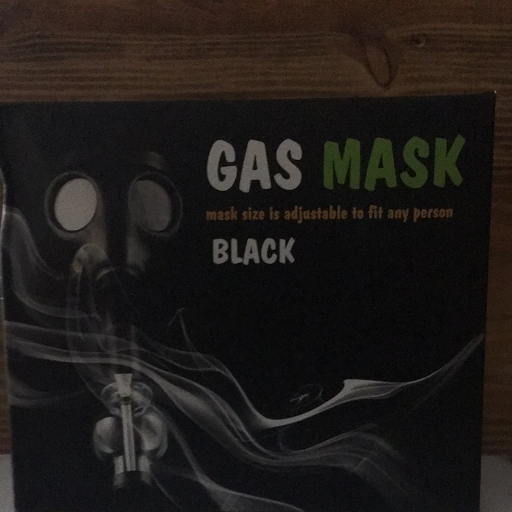 GAS MASK
mask size is adjustable to fit any person
BLACK